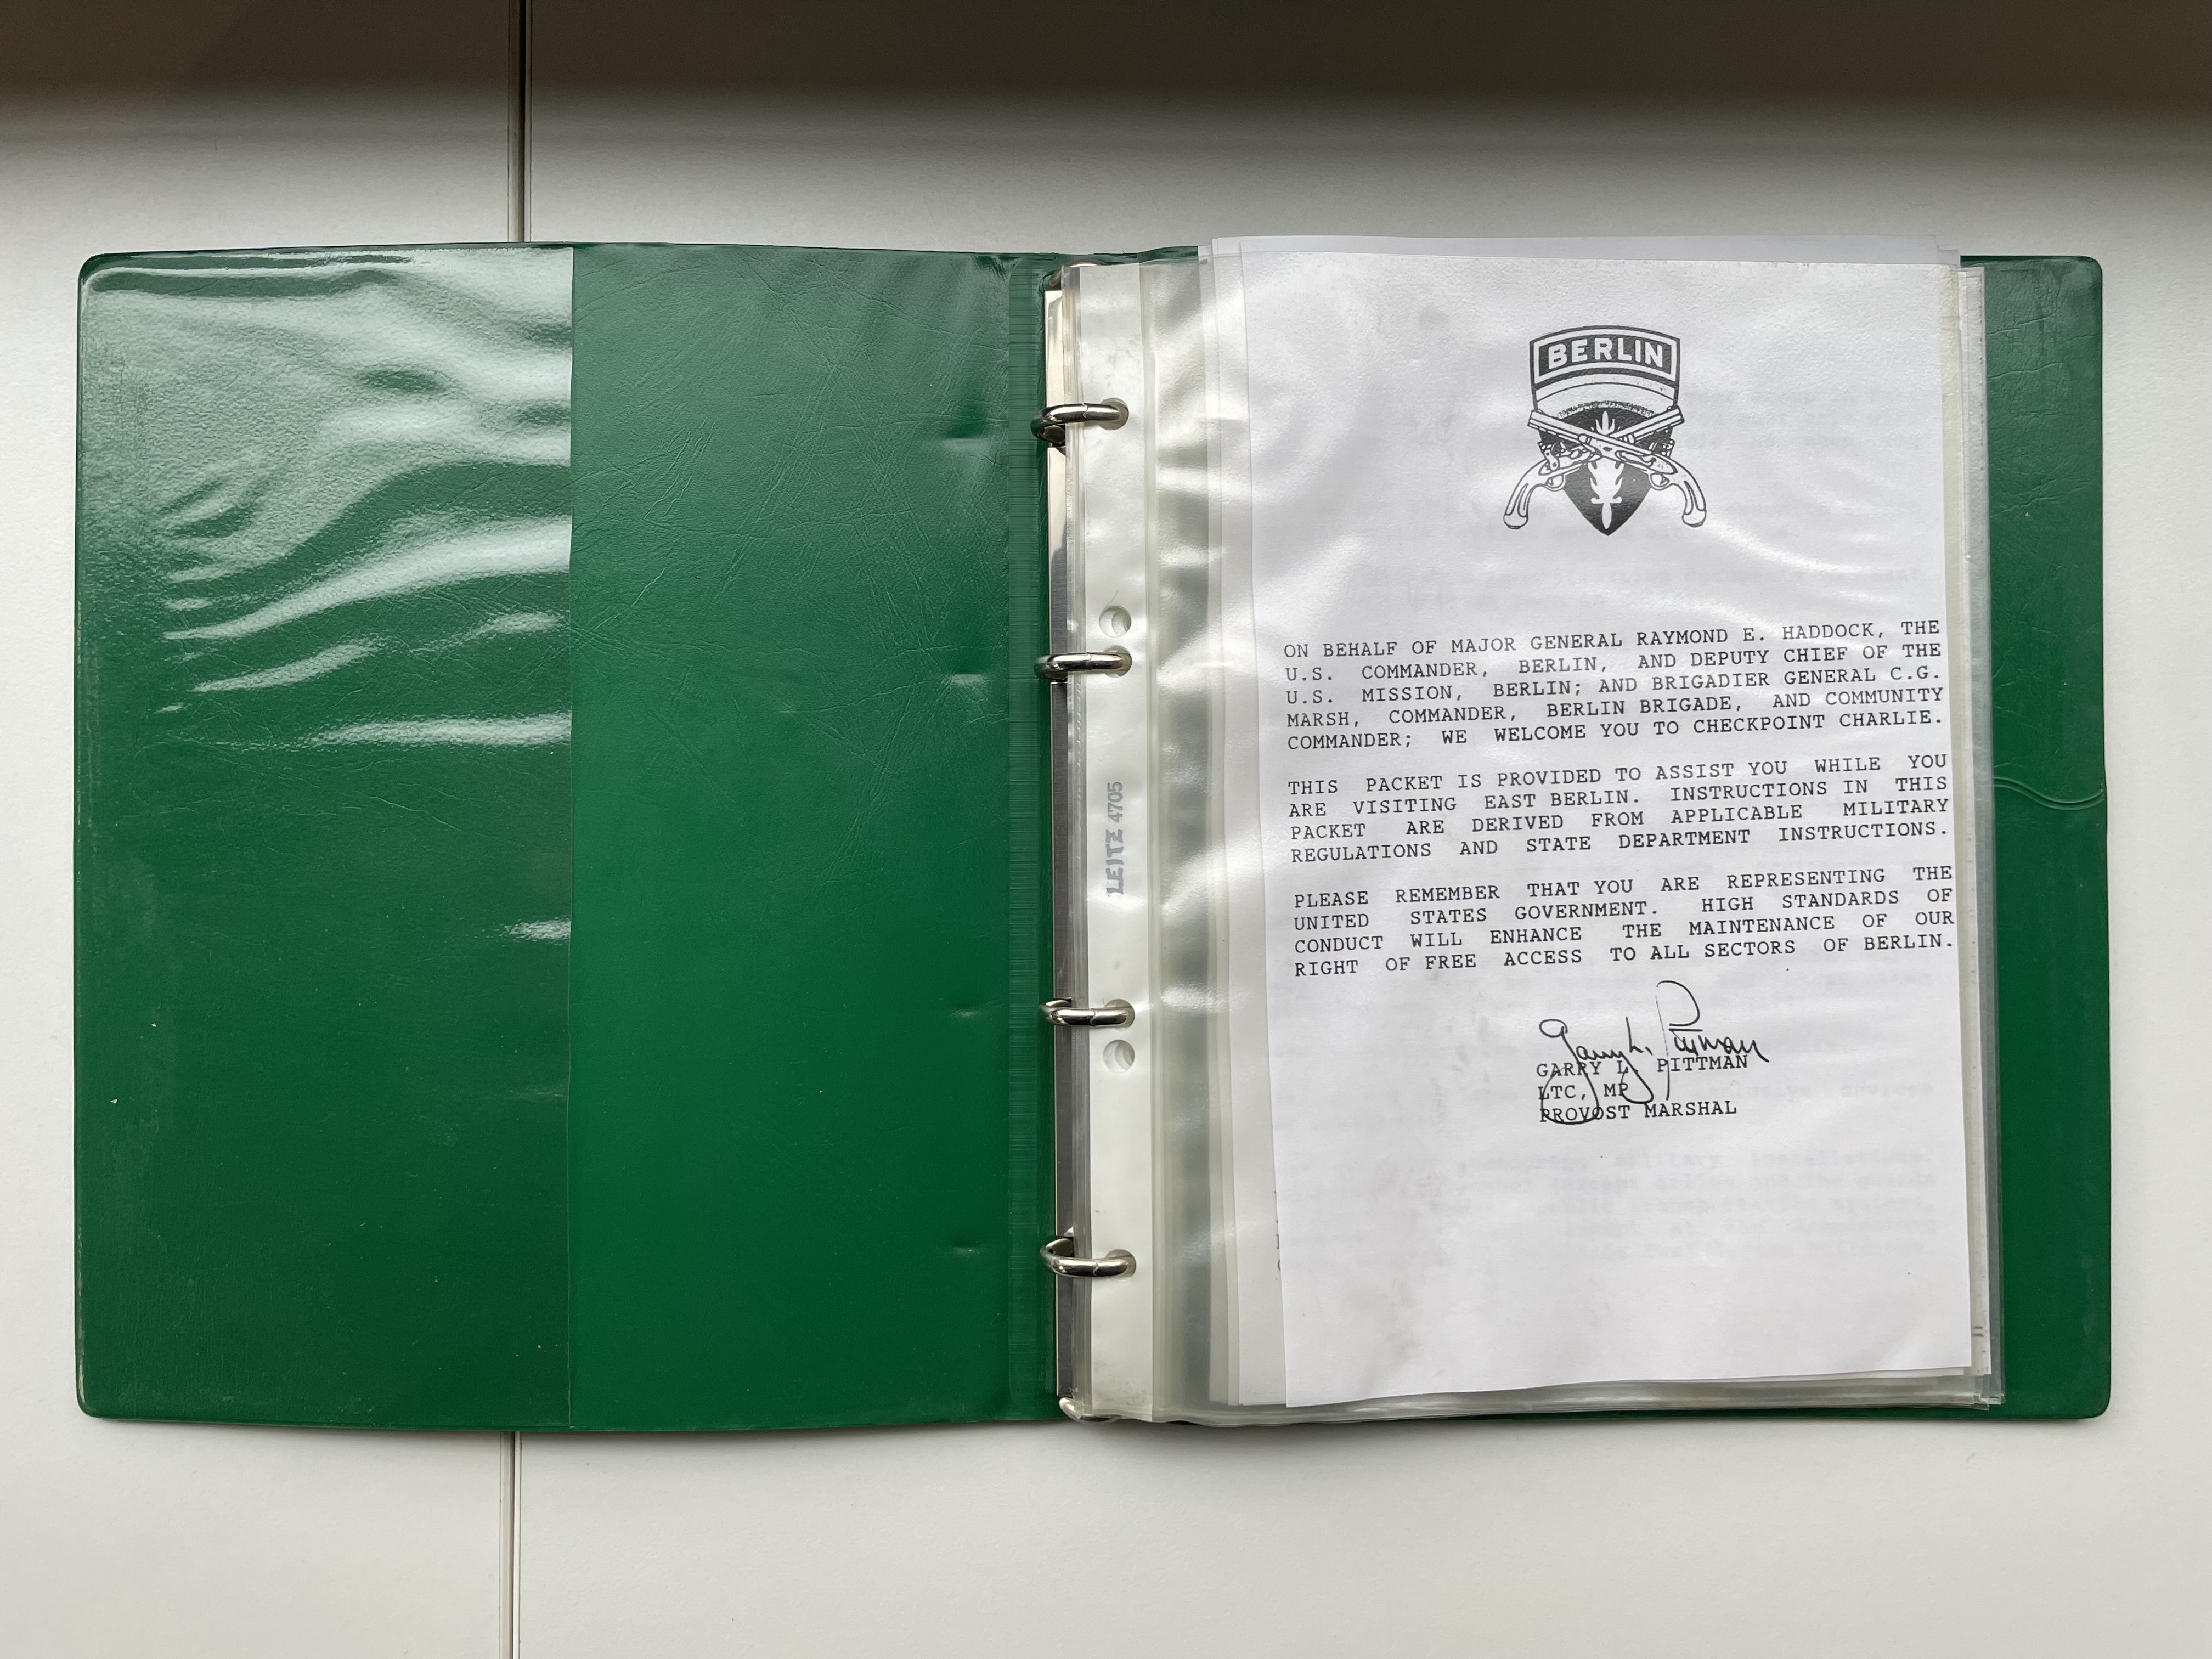 BERLIN
ON BEHALF OF MAJOR GENERAL RAYMOND E. HADDOCK, THE
U.S. COMMANDER, BERLIN, AND DEPUTY CHIEF OF THE
U.S. MISSION, BERLIN; AND BRIGADIER GENERAL C.G.
MARSH, COMMANDER, BERLIN BRIGADE, AND COMMUNITY
COMMANDER; WE WELCOME YOU TO CHECKPOINT CHARLIE.
THIS PACKET IS PROVIDED TO ASSIST YOU WHILE YOU
ARE VISITING EAST BERLIN. INSTRUCTIONS IN THIS
PACKET ARE DERIVED FROM APPLICABLE MILITARY
REGULATIONS AND STATE DEPARTMENT INSTRUCTIONS.
PLEASE REMEMBER THAT YOU ARE REPRESENTING THE
UNITED STATES GOVERNMENT. HIGH STANDARDS OF
CONDUCT WILL ENHANCE THE MAINTENANCE OF OUR
RIGHT OF FREE ACCESS TO ALL SECTORS OF BERLIN.
Garry L. Pittman
GARRY L. PITTMAN
LTC, MP
PROVOST MARSHAL
LEITZ 4705